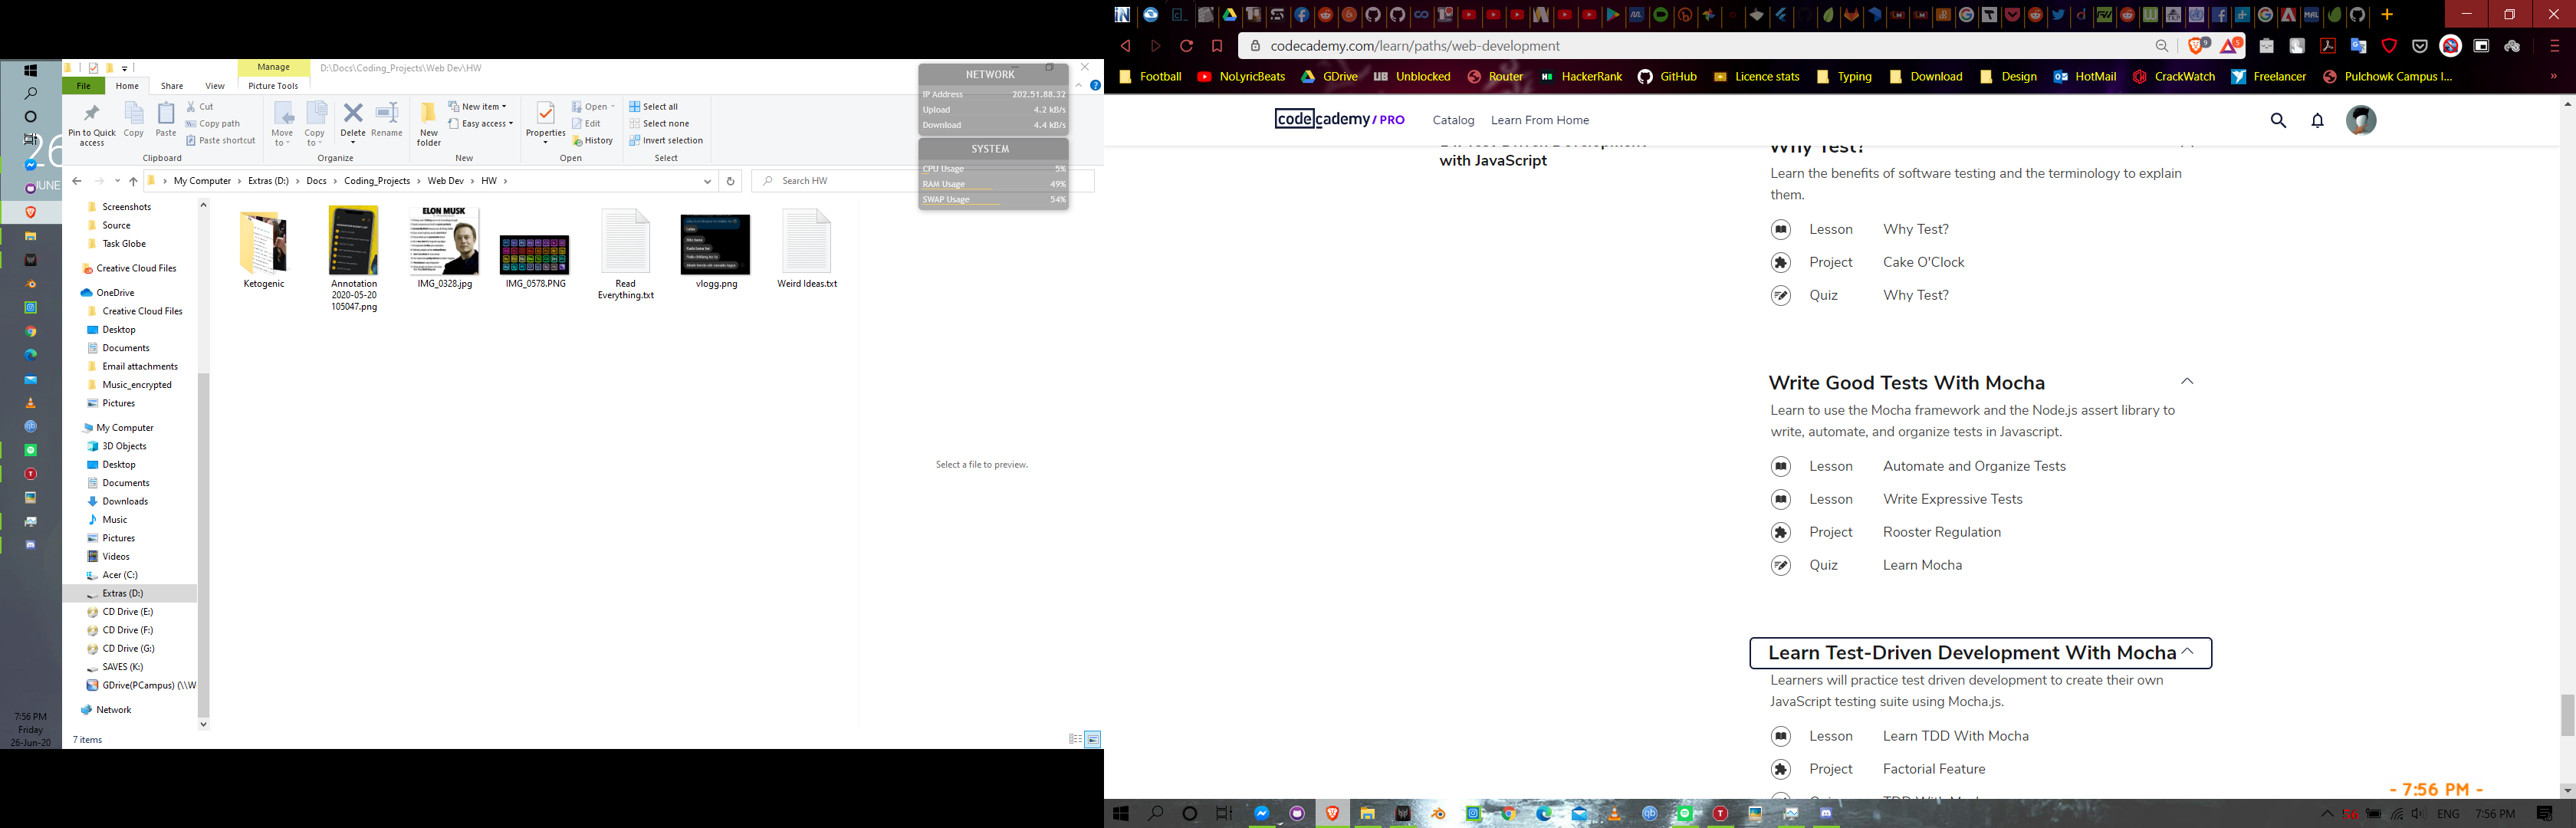 26
JUNE
7:56 PM
Friday
26-Jun-20
Manage
D:\Docs\Coding_Projects\Web Dev\HW
File
Home
Share
View
Picture Tools
Pin to Quick access
Copy
Paste
Cut
Copy path
Paste shortcut
Clipboard
Move to
Copy to
Delete
Rename
Organize
New folder
New item
Easy access
New
Properties
Open
Edit
History
Open
Select all
Select none
Invert selection
Select
NETWORK
IP Address 202.51.88.32
Upload 4.2 kB/s
Download 4.4 kB/s
SYSTEM
CPU Usage 5%
RAM Usage 49%
SWAP Usage 54%
My Computer > Extras (D:) > Docs > Coding_Projects > Web Dev > HW >
Search HW
Screenshots
Source
Task Globe
Creative Cloud Files
OneDrive
Creative Cloud Files
Desktop
Documents
Email attachments
Music_encrypted
Pictures
My Computer
3D Objects
Desktop
Documents
Downloads
Music
Pictures
Videos
Acer (C:)
Extras (D:)
CD Drive (E:)
CD Drive (F:)
CD Drive (G:)
SAVES (K:)
GDrive(PCampus) (\\W
Network
7 items
ELON MUSK
Ketogenic
Annotation
2020-05-20
105047.png
IMG_0328.jpg
IMG_0578.PNG
Read
Everything.txt
vlogg.png
Weird Ideas.txt
Select a file to preview.
codecademy.com/learn/paths/web-development
Football
NoLyricBeats
GDrive
Unblocked
Router
HackerRank
GitHub
Licence stats
Typing
Download
Design
HotMail
CrackWatch
Freelancer
Pulchowk Campus I...
codecademy / PRO
Catalog
Learn From Home
with JavaScript
Why Test?
Learn the benefits of software testing and the terminology to explain
them.
Lesson Why Test?
Project Cake O'Clock
Quiz Why Test?
Write Good Tests With Mocha
Learn to use the Mocha framework and the Node.js assert library to
write, automate, and organize tests in Javascript.
Lesson Automate and Organize Tests
Lesson Write Expressive Tests
Project Rooster Regulation
Quiz Learn Mocha
Learn Test-Driven Development With Mocha
Learners will practice test driven development to create their own
JavaScript testing suite using Mocha.js.
Lesson Learn TDD With Mocha
Project Factorial Feature
- 7:56 PM -
ENG
7:56 PM